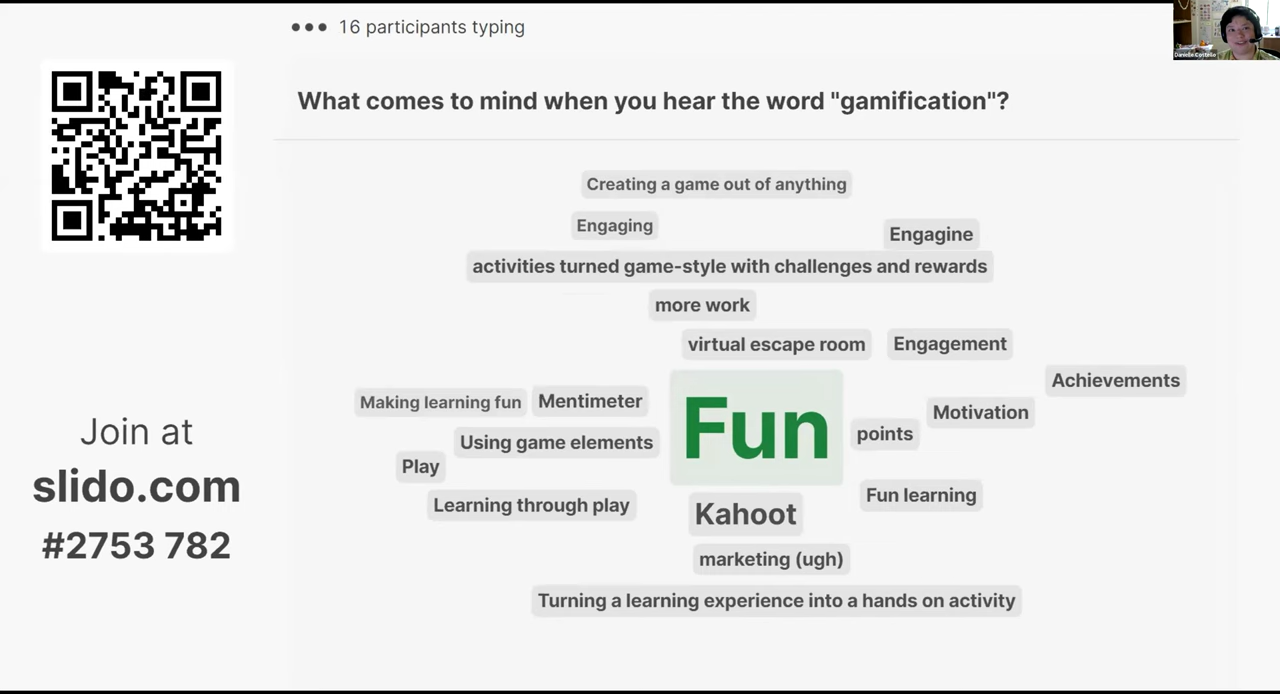 16 participants typing
What comes to mind when you hear the word "gamification"?
Creating a game out of anything
Engaging
Engagine
activities turned game-style with challenges and rewards
more work
virtual escape room
Engagement
Achievements
Making learning fun
Mentimeter
Fun
Motivation
points
Using game elements
Play
Learning through play
Fun learning
Kahoot
marketing (ugh)
Turning a learning experience into a hands on activity
Join at
slido.com
#2753 782
Danielle Costello